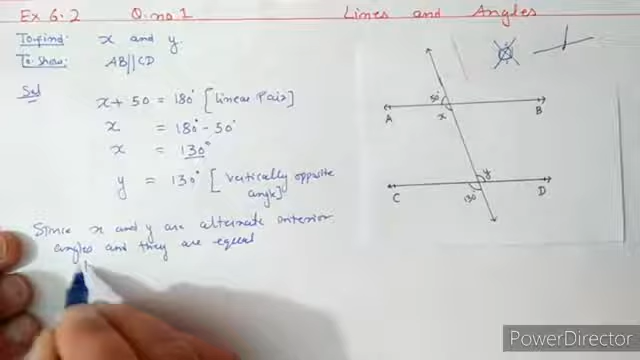 Ex 6.2 Q.no.1 Lines and Angles
To find: x and y.
To show: AB||CD
Sol
x + 50 = 180° [Linear Pair]
x = 180° - 50°
x = 130°
y = 130° [vertically opposite
angle]
Since x and y are alternate interior
angles and they are equal
50°
A
x
B
y
C
130°
D
PowerDirector